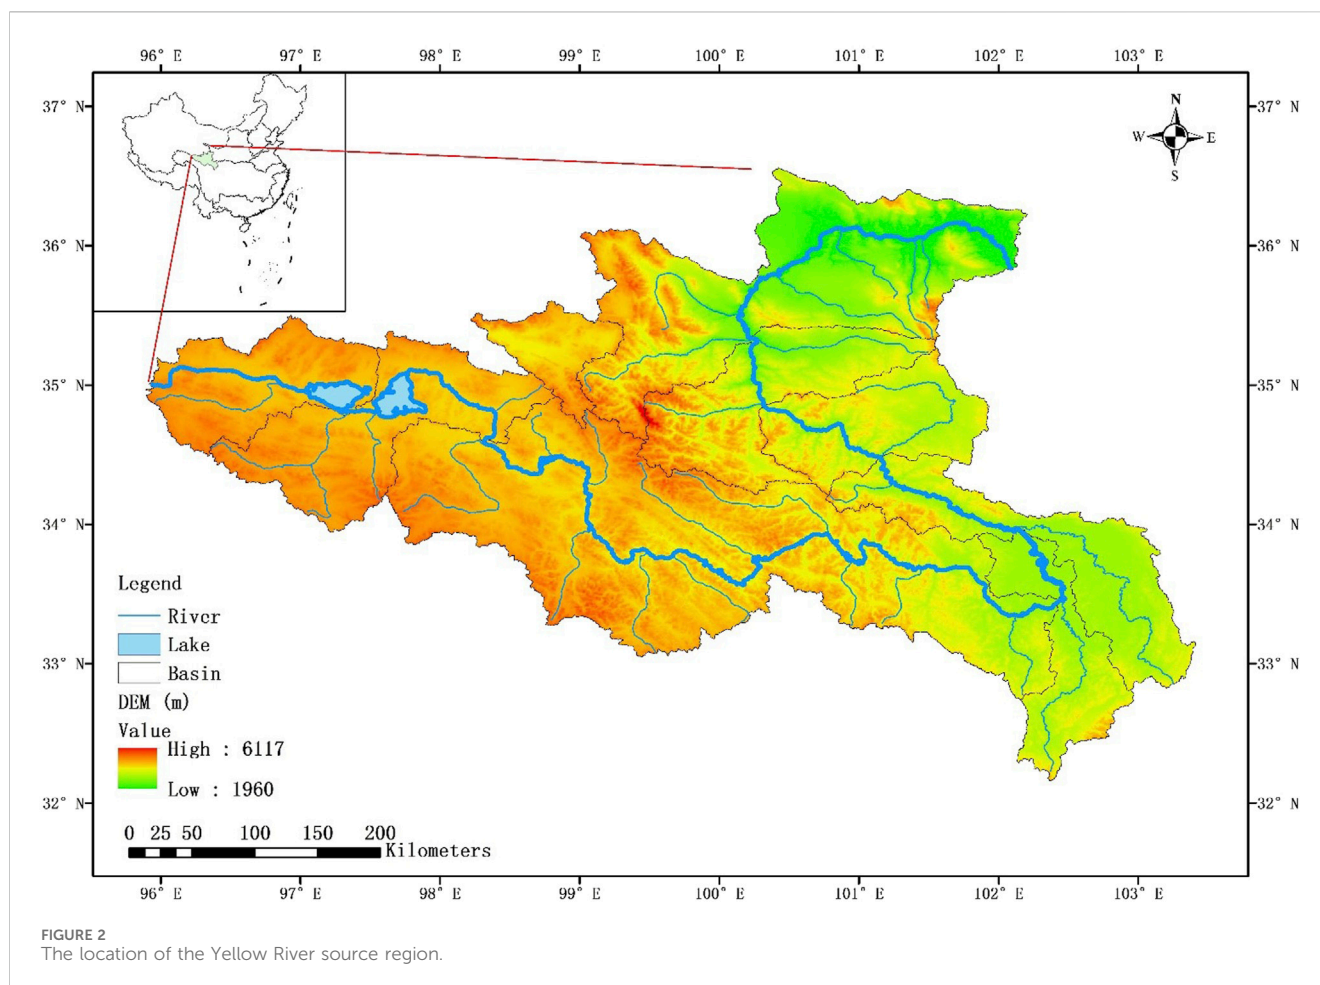 96° E 97° E 98° E 99° E 100° E 101° E 102° E 103° E
37° N 37° N
N
W E
S
36° N 36° N
35° N 35° N
34° N 34° N
Legend
River
Lake
33° N 33° N
Basin
DEM (m)
Value
High : 6117
Low : 1960
32° N 32° N
0 25 50 100 150 200
Kilometers
96° E 97° E 98° E 99° E 100° E 101° E 102° E 103° E
FIGURE 2
The location of the Yellow River source region.